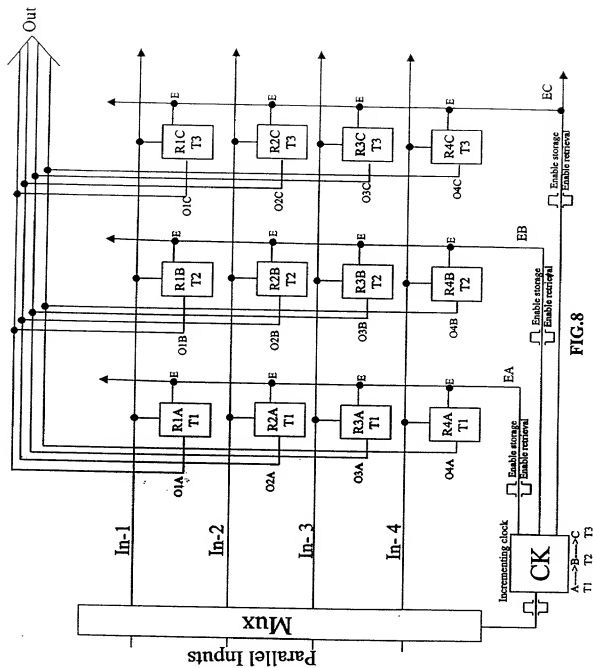 Out
EC
R1C
T3
E
O1C
R2C
T3
E
O2C
R3C
T3
E
O3C
R4C
T3
E
O4C
Enable storage
Enable retrieval
EB
R1B
T2
E
O1B
R2B
T2
E
O2B
R3B
T2
E
O3B
R4B
T2
E
O4B
Enable storage
Enable retrieval
EA
R1A
T1
E
O1A
R2A
T1
E
O2A
R3A
T1
E
O3A
R4A
T1
E
O4A
Enable storage
Enable retrieval
In-1
In-2
In- 3
In- 4
Incrementing clock
CK
A---->B---->C
T1 T2 T3
Mux
Parallel Inputs
FIG.8